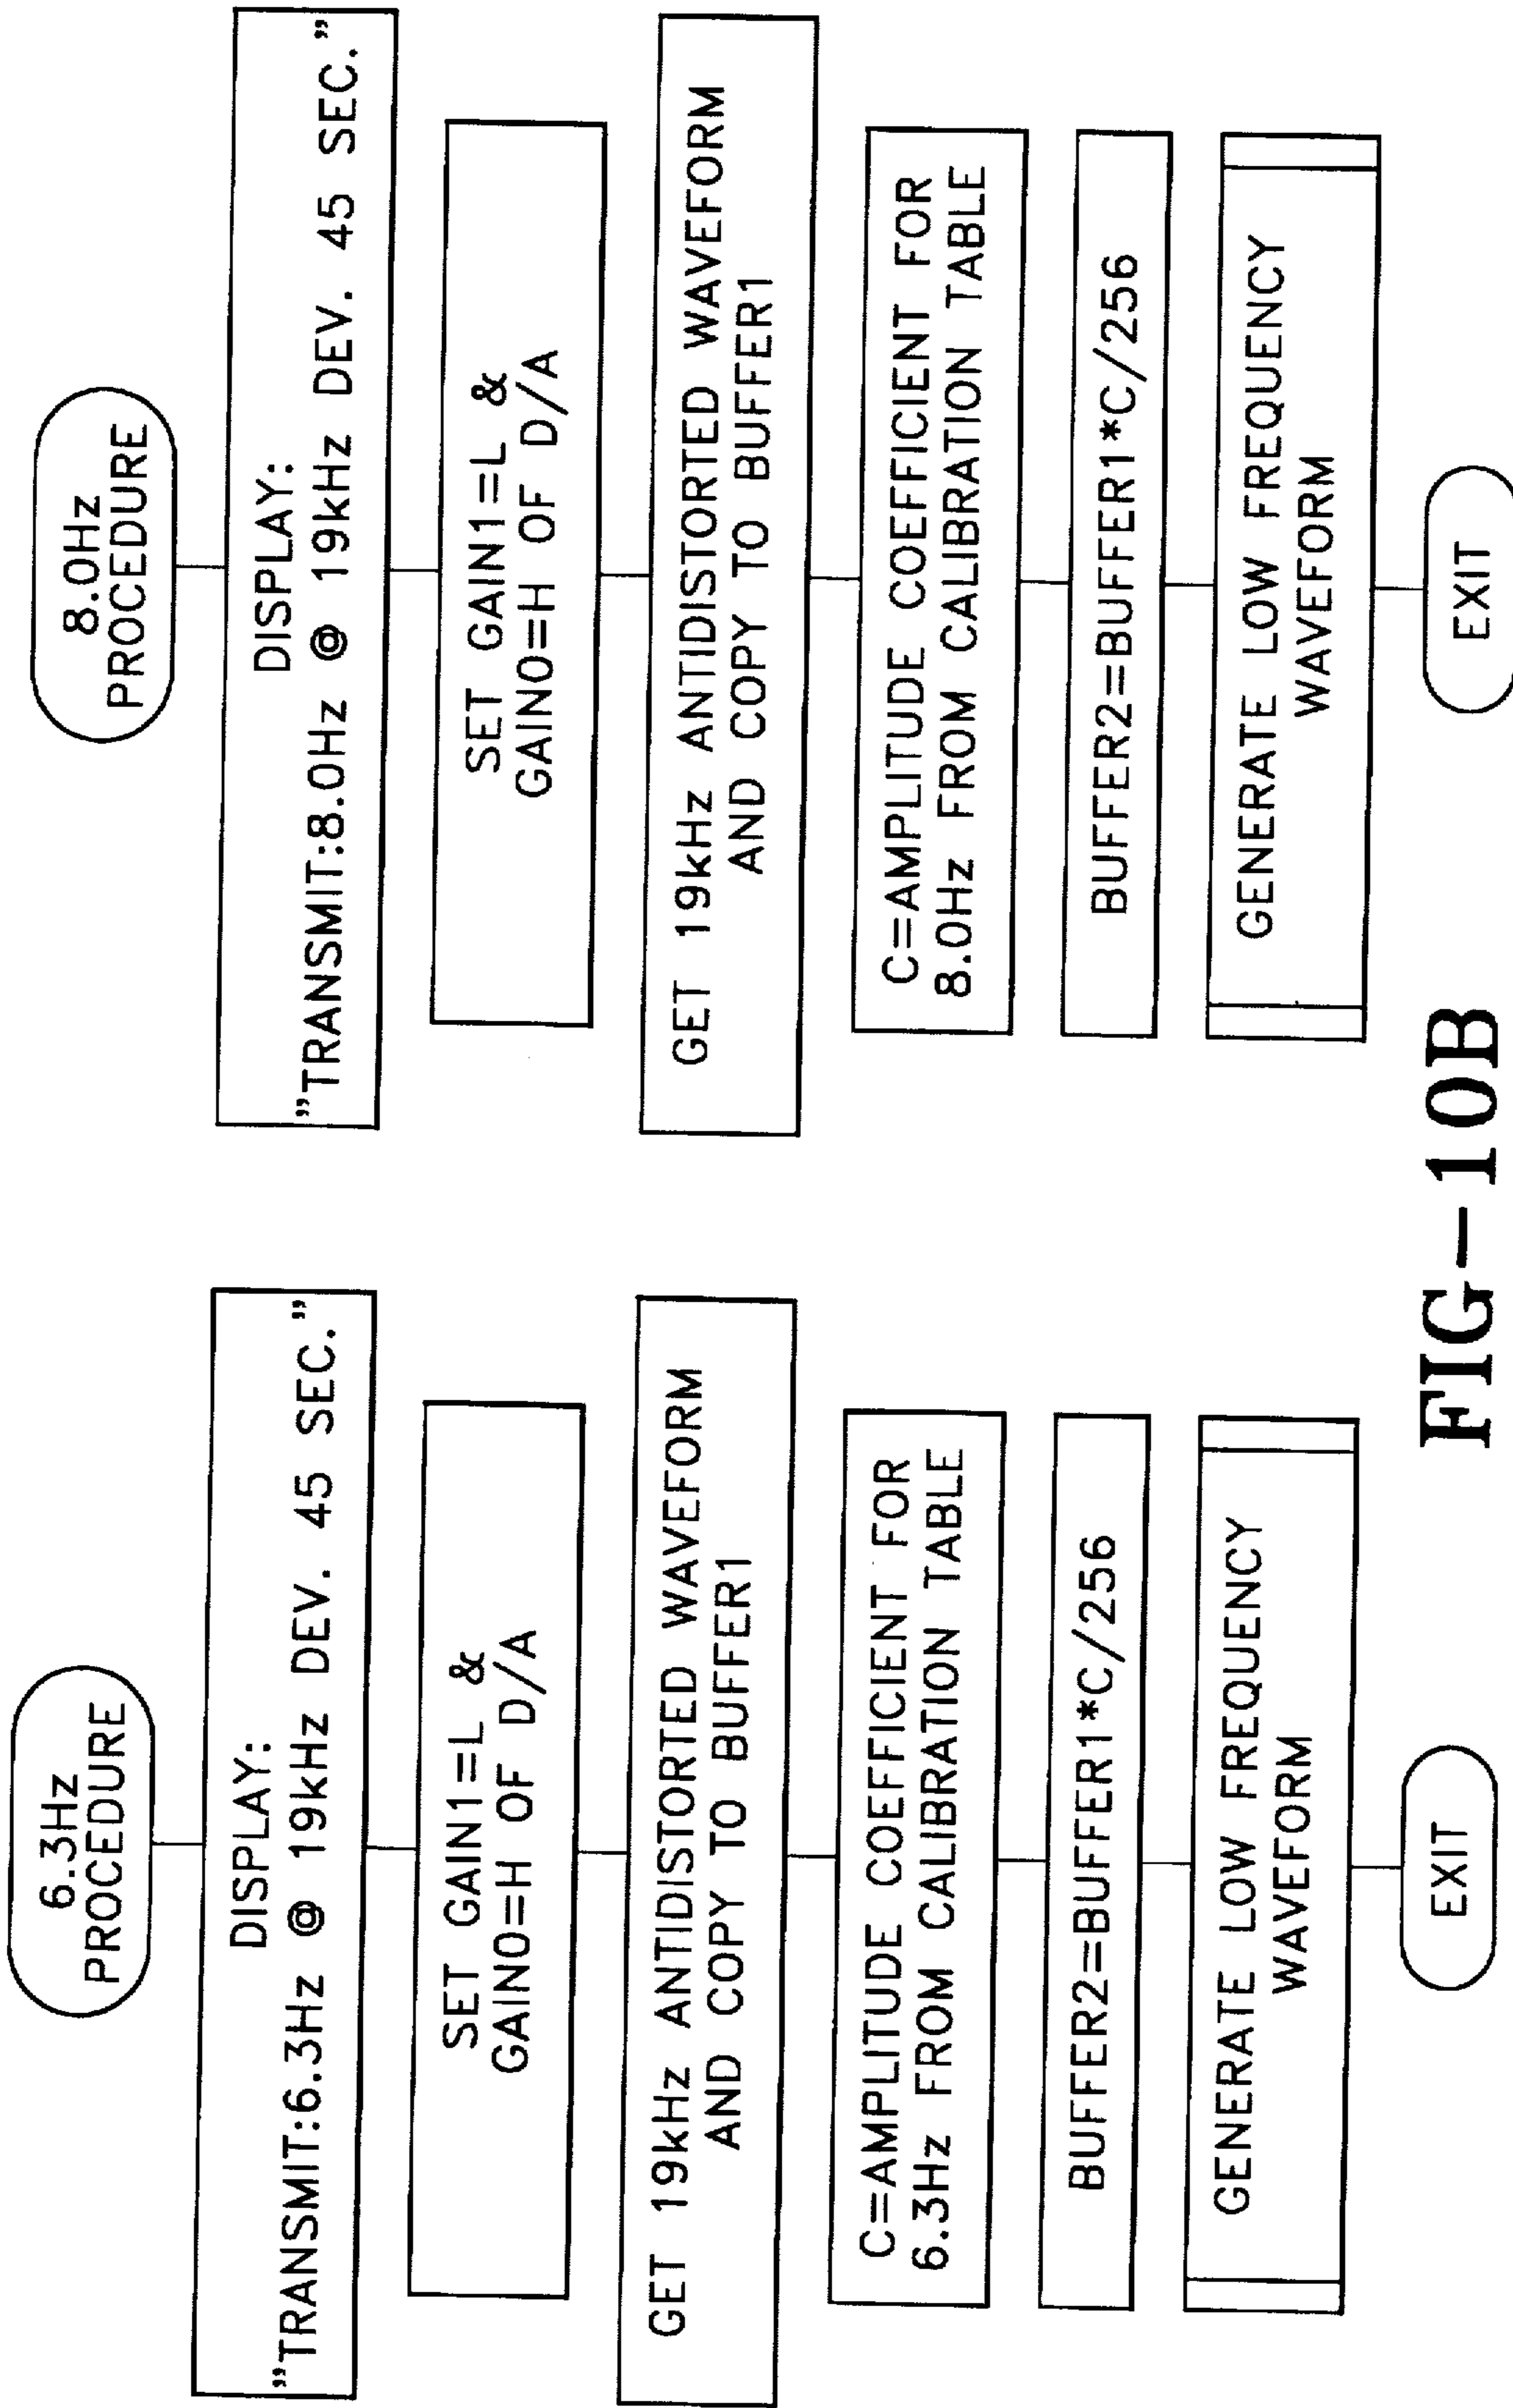 6.3Hz
PROCEDURE
DISPLAY:
"TRANSMIT:6.3Hz @ 19kHz DEV. 45 SEC."
SET GAIN1=L &
GAIN0=H OF D/A
GET 19kHz ANTIDISTORTED WAVEFORM
AND COPY TO BUFFER1
C=AMPLITUDE COEFFICIENT FOR
6.3Hz FROM CALIBRATION TABLE
BUFFER2=BUFFER1*C/256
GENERATE LOW FREQUENCY
WAVEFORM
EXIT
8.0Hz
PROCEDURE
DISPLAY:
"TRANSMIT:8.0Hz @ 19kHz DEV. 45 SEC."
SET GAIN1=L &
GAIN0=H OF D/A
GET 19kHz ANTIDISTORTED WAVEFORM
AND COPY TO BUFFER1
C=AMPLITUDE COEFFICIENT FOR
8.0Hz FROM CALIBRATION TABLE
BUFFER2=BUFFER1*C/256
GENERATE LOW FREQUENCY
WAVEFORM
EXIT
FIG-10B